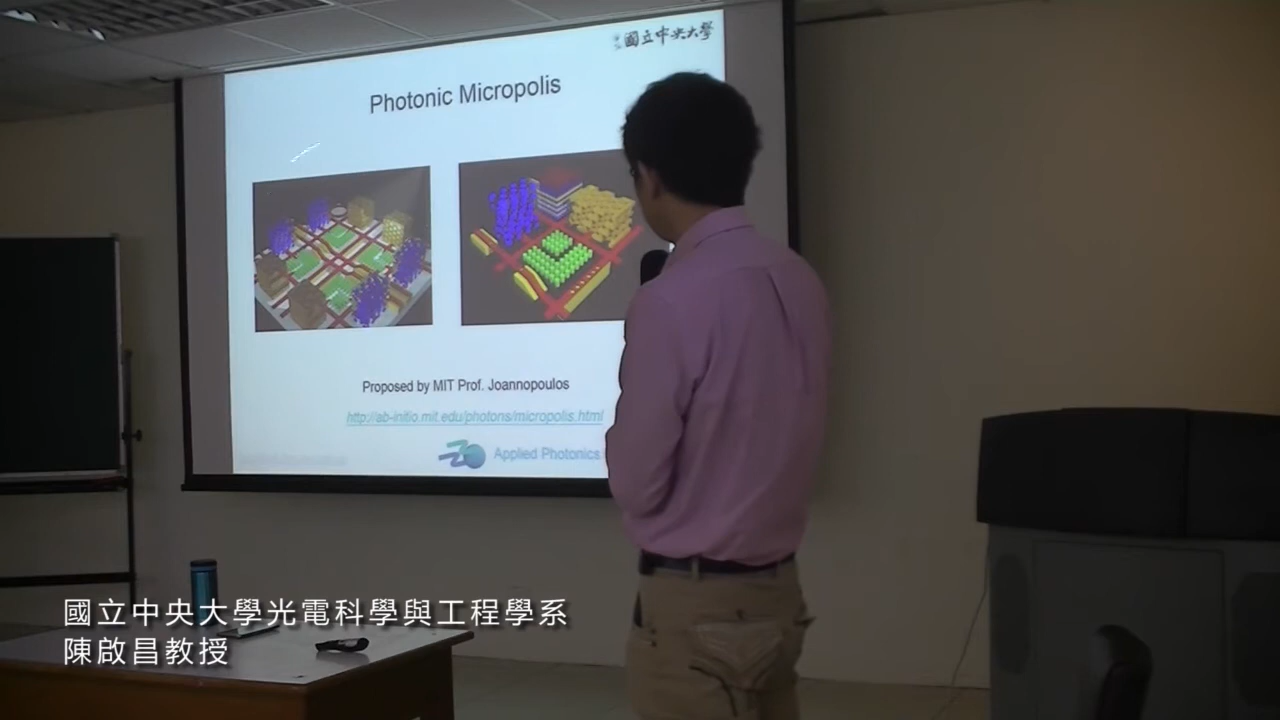 國立中央大學
Photonic Micropolis
Proposed by MIT Prof. Joannopoulos
http://ab-initio.mit.edu/photons/micropolis.html
Applied Photonics
國立中央大學光電科學與工程學系
陳啟昌教授